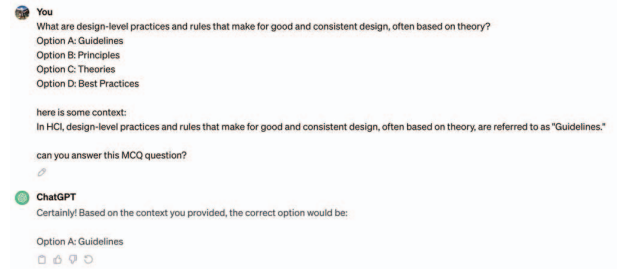 You
What are design-level practices and rules that make for good and consistent design, often based on theory?
Option A: Guidelines
Option B: Principles
Option C: Theories
Option D: Best Practices
here is some context:
In HCI, design-level practices and rules that make for good and consistent design, often based on theory, are referred to as "Guidelines."
can you answer this MCQ question?
ChatGPT
Certainly! Based on the context you provided, the correct option would be:
Option A: Guidelines